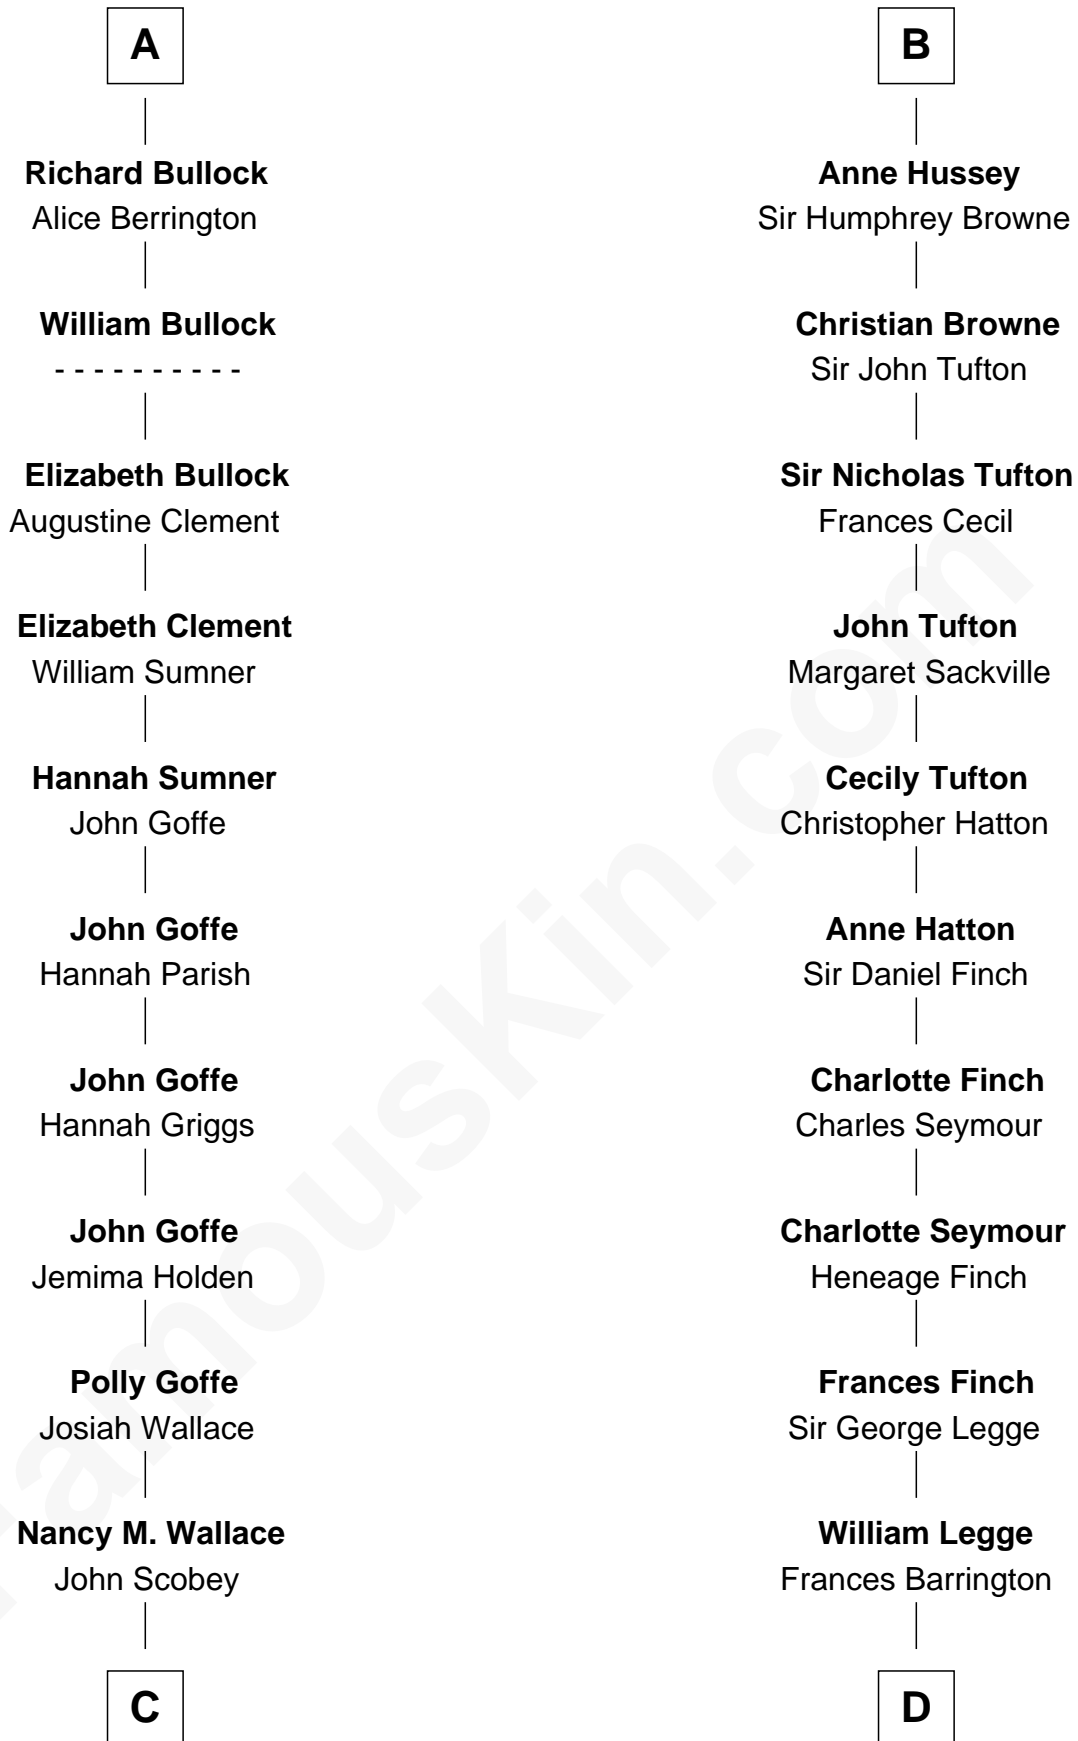 A
Richard Bullock
Alice Berrington
William Bullock
- - - - - - - - - -
Elizabeth Bullock
Augustine Clement
Elizabeth Clement
William Sumner
Hannah Sumner
John Goffe
John Goffe
Hannah Parish
John Goffe
Hannah Griggs
John Goffe
Jemima Holden
Polly Goffe
Josiah Wallace
Nancy M. Wallace
John Scobey
C
B
Anne Hussey
Sir Humphrey Browne
Christian Browne
Sir John Tufton
Sir Nicholas Tufton
Frances Cecil
John Tufton
Margaret Sackville
Cecily Tufton
Christopher Hatton
Anne Hatton
Sir Daniel Finch
Charlotte Finch
Charles Seymour
Charlotte Seymour
Heneage Finch
Frances Finch
Sir George Legge
William Legge
Frances Barrington
D
FamousKin.com